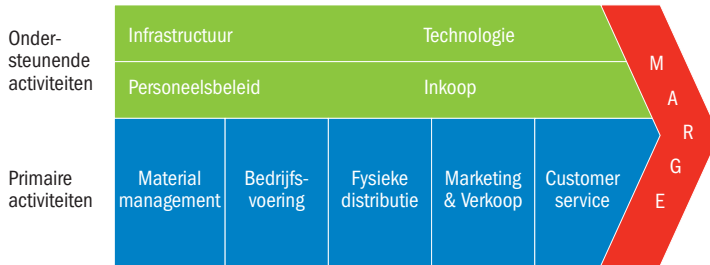 Onder-
steunende
activiteiten
Infrastructuur
Technologie
Personeelsbeleid
Inkoop
Primaire
activiteiten
Material
management
Bedrijfs-
voering
Fysieke
distributie
Marketing
& Verkoop
Customer
service
M
A
R
G
E